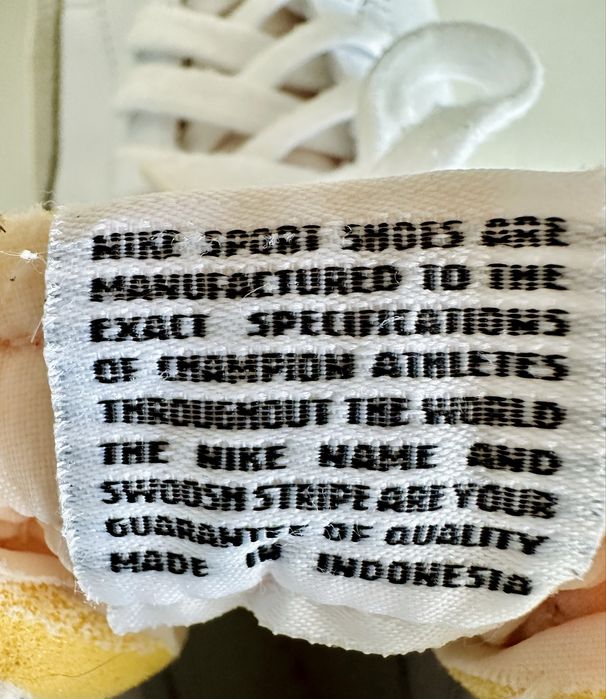 NIKE SPORT SHOES ARE
MANUFACTURED TO THE
EXACT SPECIFICATIONS
OF CHAMPION ATHLETES
THROUGHOUT THE WORLD
THE NIKE NAME AND
SWOOSH STRIPE ARE YOUR
GUARANTEE OF QUALITY
MADE IN INDONESIA